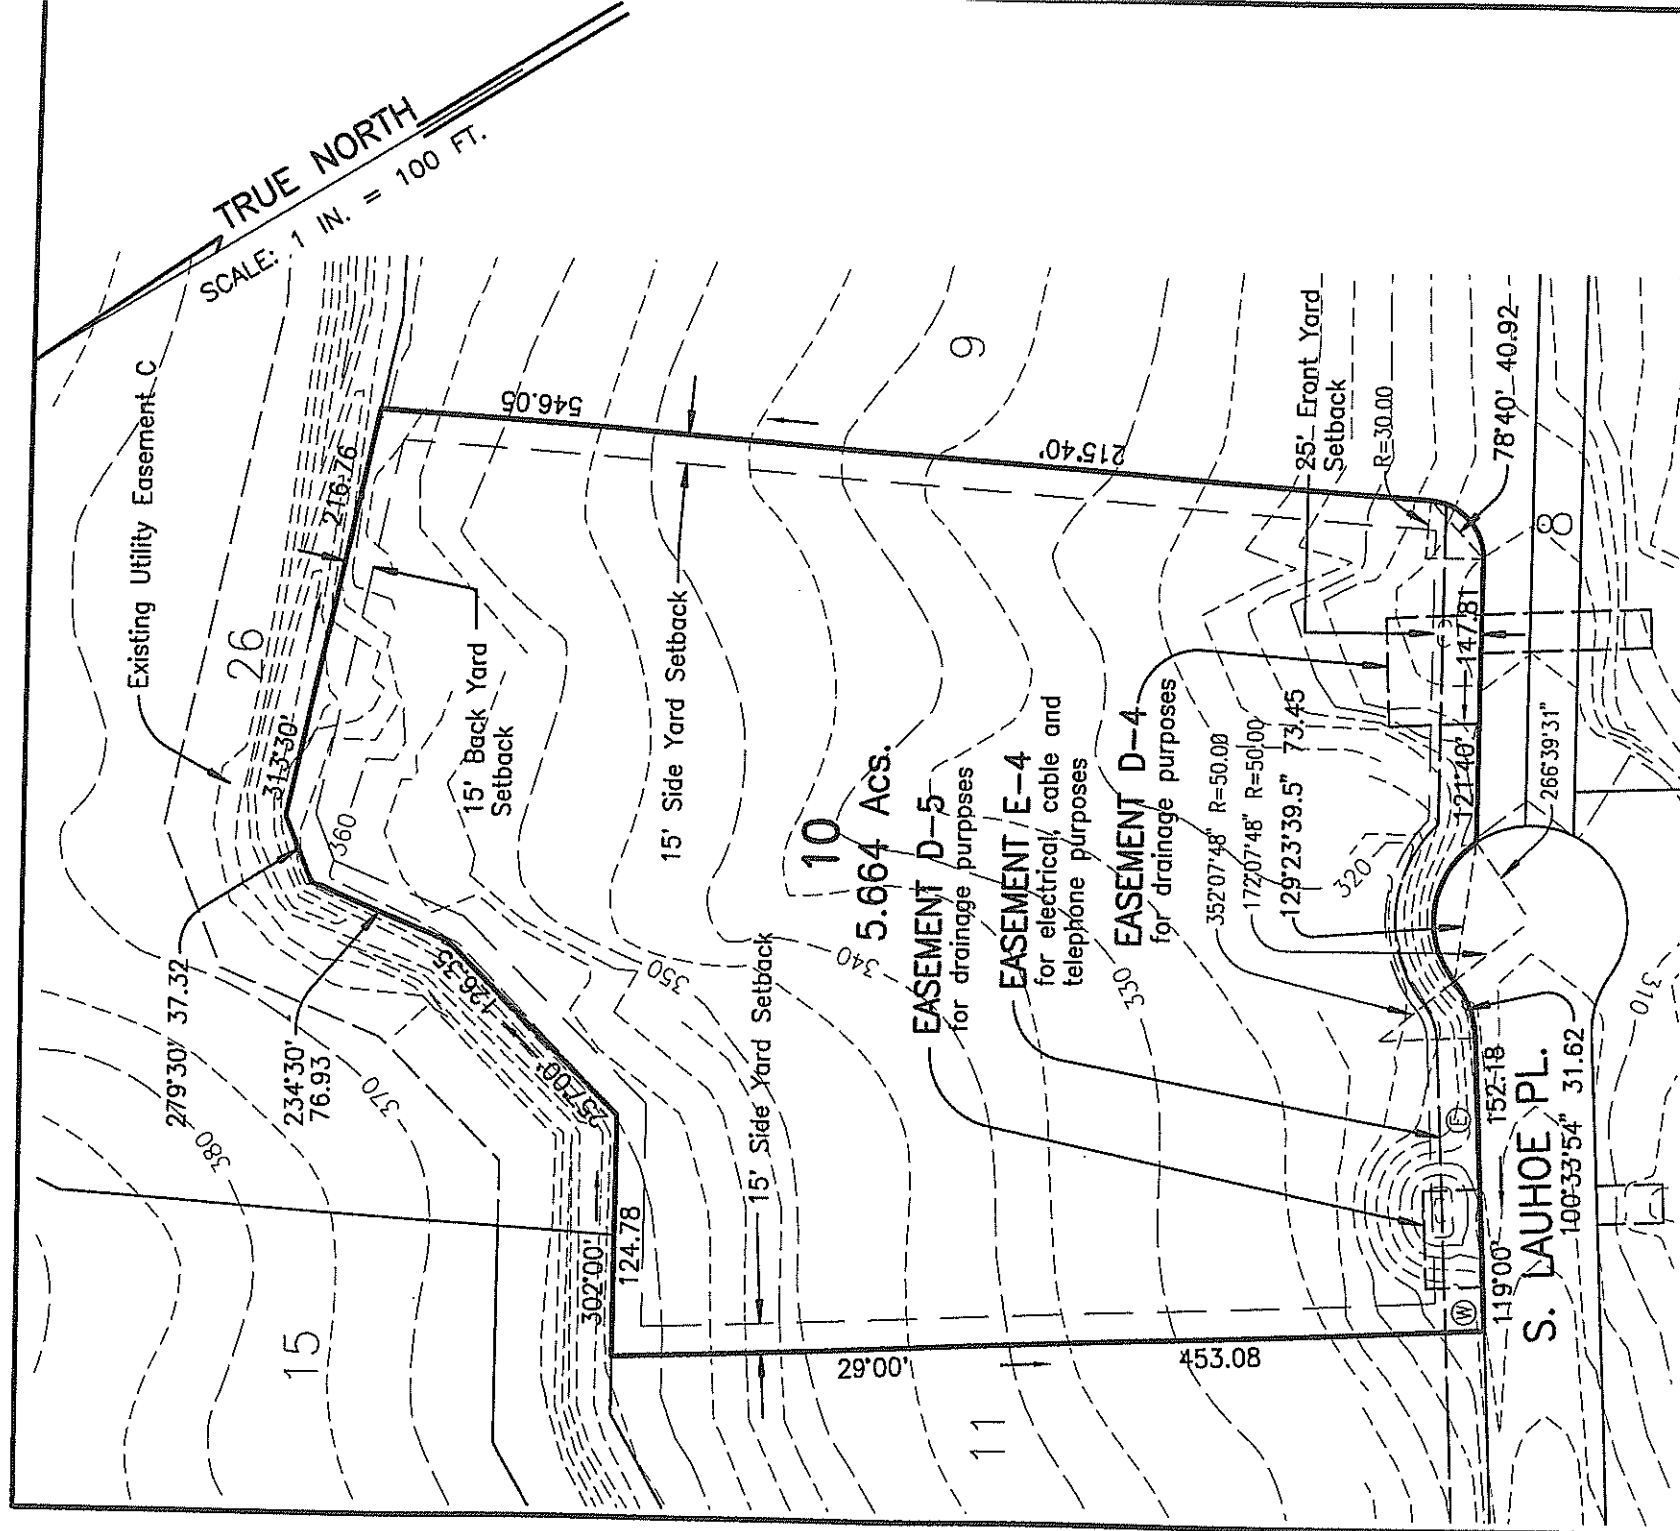 TRUE NORTH
SCALE: 1 IN. = 100 FT.
Existing Utility Easement C
26
216.76
546.05
9
313°30'
15' Back Yard
Setback
360
15' Side Yard Setback
215°40'
25' Front Yard
Setback
R=30.00
78°40' 40.92
8
279°30' 37.32
234°30'
76.93
126.35
257°00'
370
380
350
340
330
320
310
10
5.664 Acs.
EASEMENT D-5
for drainage purppses
EASEMENT E-4
for electrical, cable and
telephone purposes
EASEMENT D-4
for drainage purposes
352°07'48" R=50.00
172°07'48" R=50.00
129°23'39.5" 73.45
121°40'
147.81
266°39'31"
15
302°00'
124.78
15' Side Yard Setback
29°00'
453.08
11
W
E
119°00'
152.18
S. LAUHOE PL.
100°33'54" 31.62